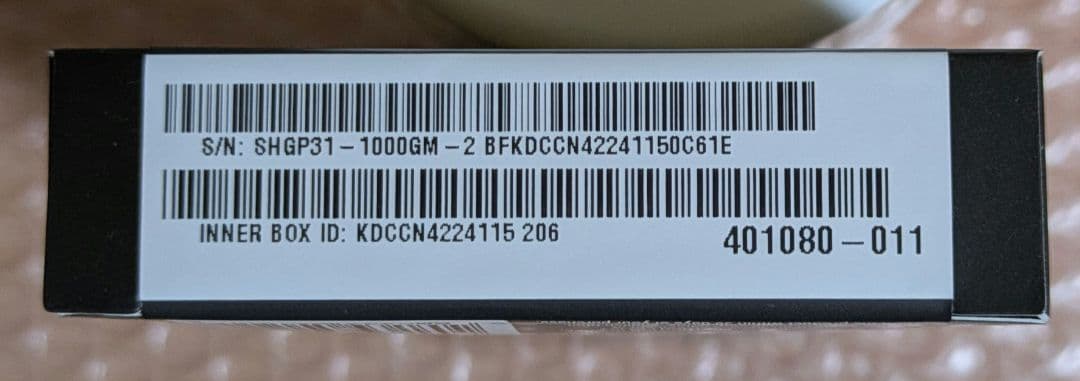 S/N: SHGP31-1000GM-2 BFKDCCN42241150C61E
INNER BOX ID: KDCCN4224115 206
401080-011